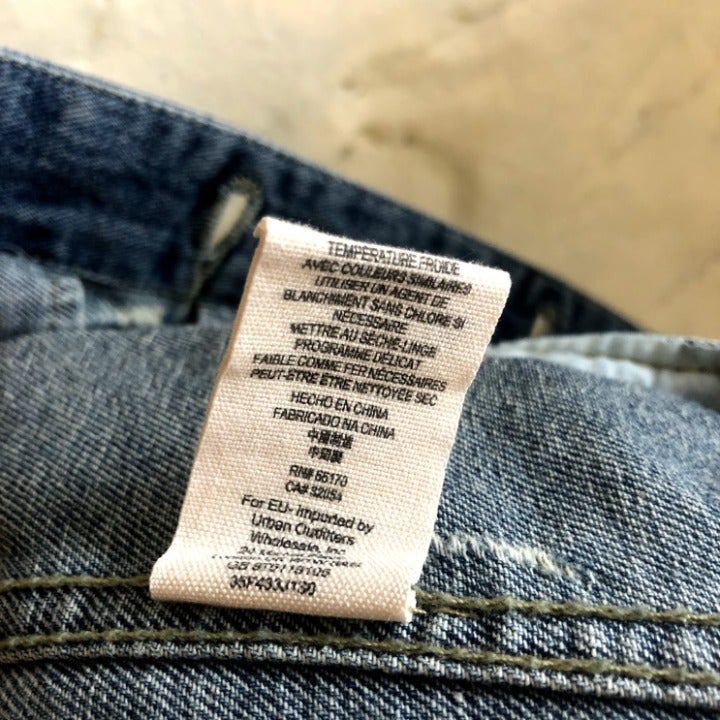 TEMPÉRATURE FROIDE
AVEC COULEURS SIMILAIRES
UTILISER UN AGENT DE
BLANCHIMENT SANS CHLORE SI
NÉCESSAIRE
METTRE AU SÈCHE-LINGE
PROGRAMME DÉLICAT
FAIBLE COMME FER NÉCESSAIRES
PEUT-ÊTRE ÊTRE NETTOYÉE SEC
HECHO EN CHINA
FABRICADO NA CHINA
中國製造
中国製
RN# 66170
CA#
For EU- Imported by
Urban Outfitters
Wholesale, Inc.